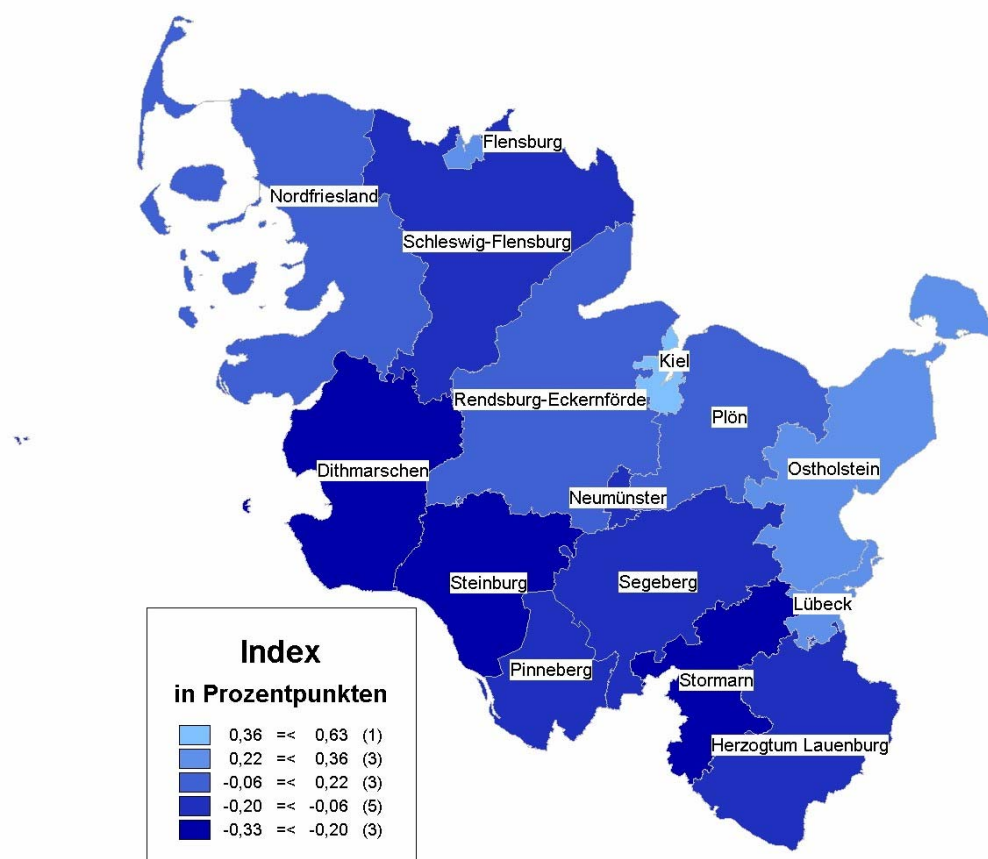 Flensburg
Nordfriesland
Schleswig-Flensburg
Kiel
Rendsburg-Eckernförde
Plön
Ostholstein
Dithmarschen
Neumünster
Steinburg
Segeberg
Lübeck
Pinneberg
Stormarn
Herzogtum Lauenburg
Index
in Prozentpunkten
0,36 =< 0,63 (1)
0,22 =< 0,36 (3)
-0,06 =< 0,22 (3)
-0,20 =< -0,06 (5)
-0,33 =< -0,20 (3)